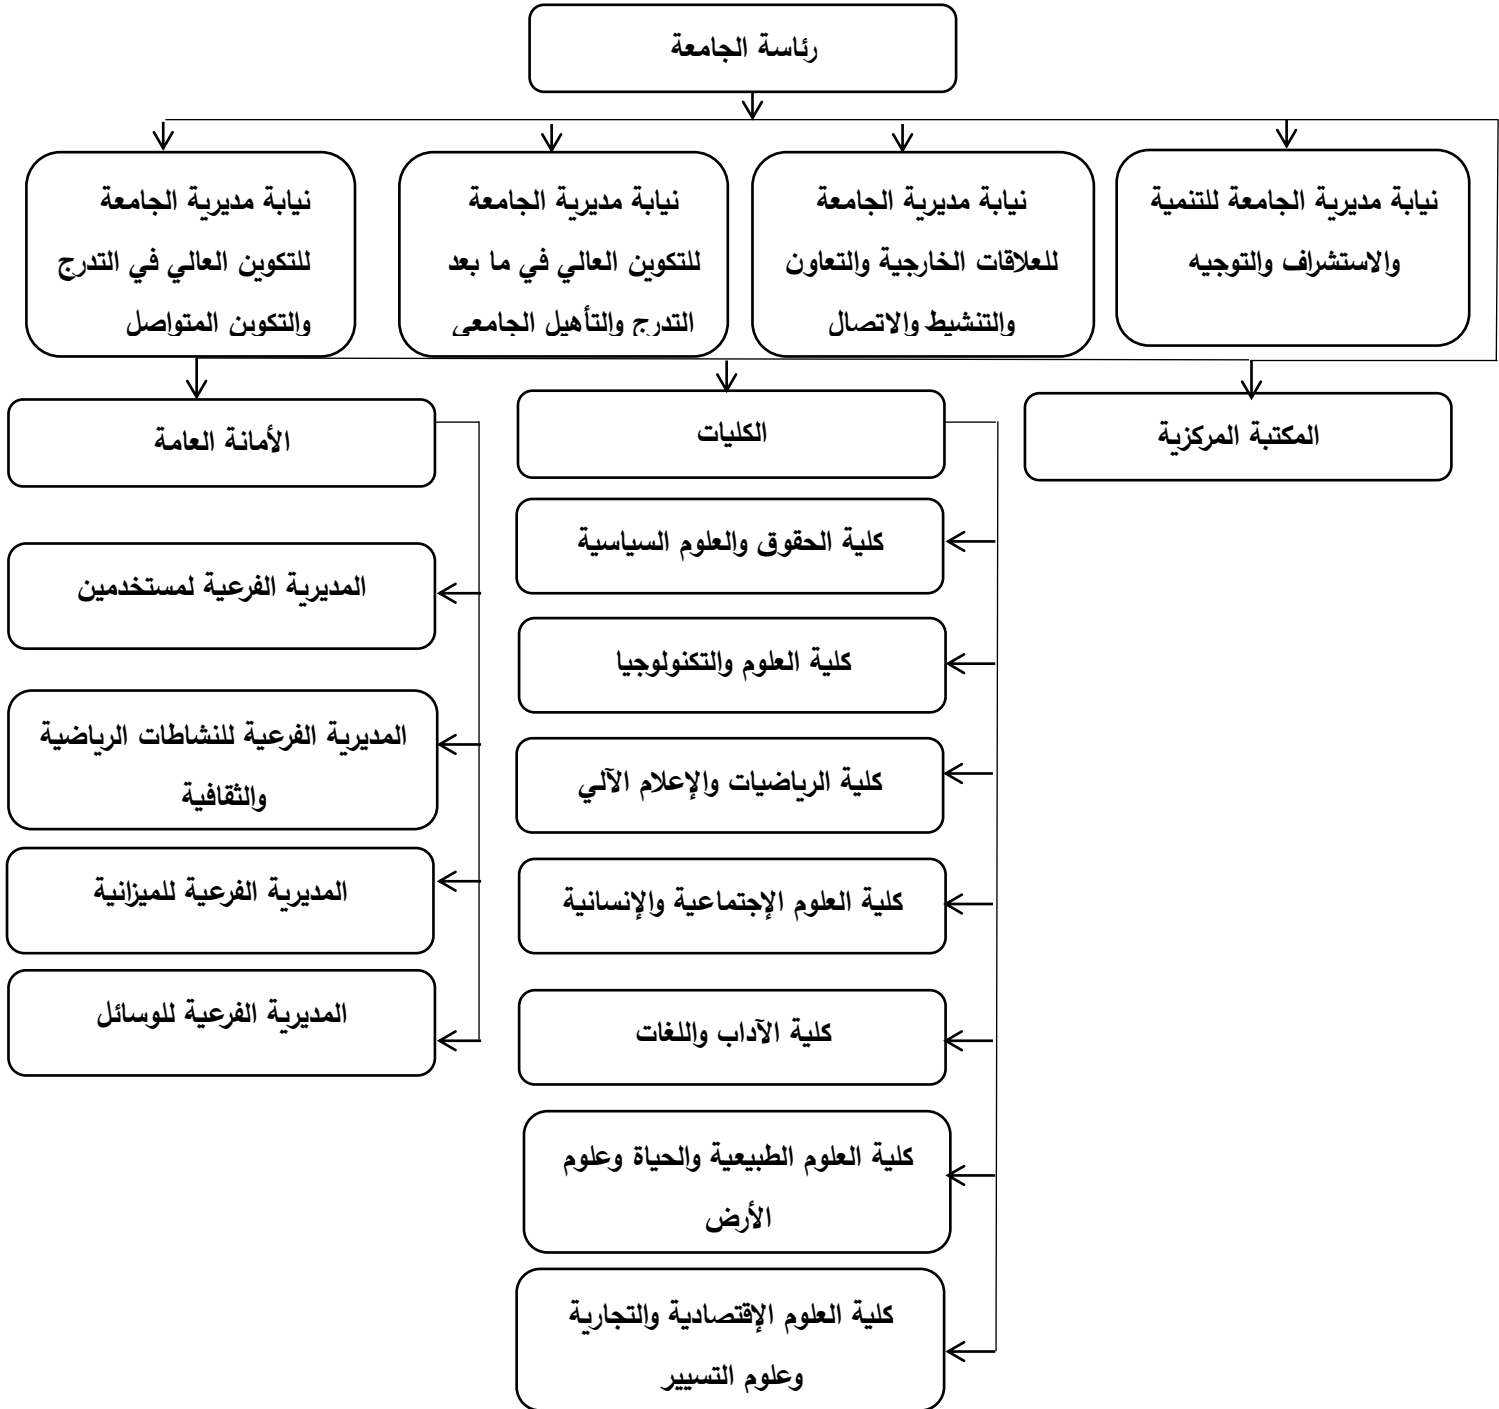 رئاسة الجامعة
نيابة مديرية الجامعة للتنمية
والاستشراف والتوجيه
نيابة مديرية الجامعة
للعلاقات الخارجية والتعاون
والتنشيط والاتصال
نيابة مديرية الجامعة
للتكوين العالي في ما بعد
التدرج والتأهيل الجامعي
نيابة مديرية الجامعة
للتكوين العالي في التدرج
والتكوين المتواصل
المكتبة المركزية
الكليات
الأمانة العامة
كلية الحقوق والعلوم السياسية
كلية العلوم والتكنولوجيا
كلية الرياضيات والإعلام الآلي
كلية العلوم الإجتماعية والإنسانية
كلية الآداب واللغات
كلية العلوم الطبيعية والحياة وعلوم
الأرض
كلية العلوم الإقتصادية والتجارية
وعلوم التسيير
المديرية الفرعية لمستخدمين
المديرية الفرعية للنشاطات الرياضية
والثقافية
المديرية الفرعية للميزانية
المديرية الفرعية للوسائل